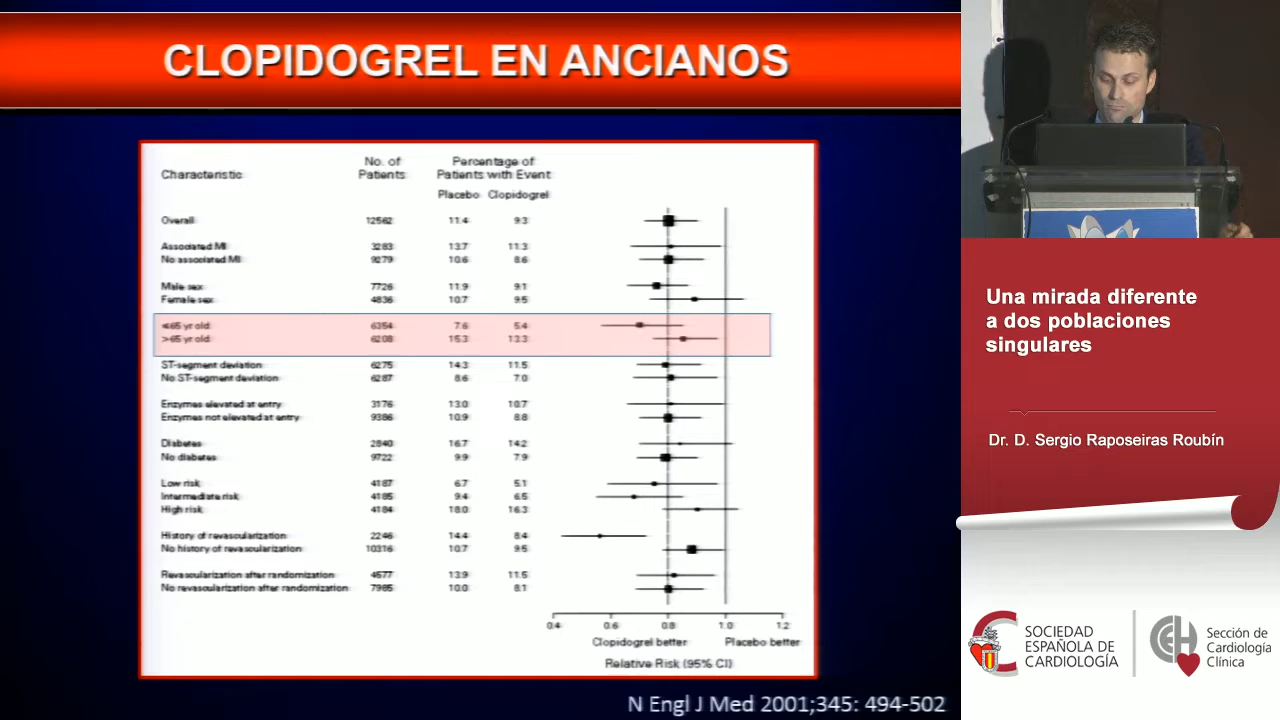 CLOPIDOGREL EN ANCIANOS
Characteristic No. of Patients Percentage of Patients with Event
Placebo Clopidogrel
Overall 12562 11.4 9.3
Associated MI 3283 13.7 11.3
No associated MI 9279 10.6 8.6
Male sex 7726 11.9 9.1
Female sex 4836 10.7 9.5
≤65 yr old 6354 7.6 5.4
>65 yr old 6208 15.3 13.3
ST-segment deviation 6275 14.3 11.5
No ST-segment deviation 6287 8.6 7.0
Enzymes elevated at entry 3176 13.0 10.7
Enzymes not elevated at entry 9386 10.9 8.8
Diabetes 2840 16.7 14.2
No diabetes 9722 9.9 7.9
Low risk 4187 6.7 5.1
Intermediate risk 4185 9.4 6.5
High risk 4184 18.0 16.3
History of revascularization 2246 14.4 8.4
No history of revascularization 10316 10.7 9.5
Revascularization after randomization 4577 13.9 11.5
No revascularization after randomization 7985 10.0 8.1
0.4 0.6 0.8 1.0 1.2
Clopidogrel better Placebo better
Relative Risk (95% CI)
N Engl J Med 2001;345: 494-502
Una mirada diferente
a dos poblaciones
singulares
Dr. D. Sergio Raposeiras Roubín
SOCIEDAD
ESPAÑOLA DE
CARDIOLOGÍA
Sección de
Cardiología
Clínica